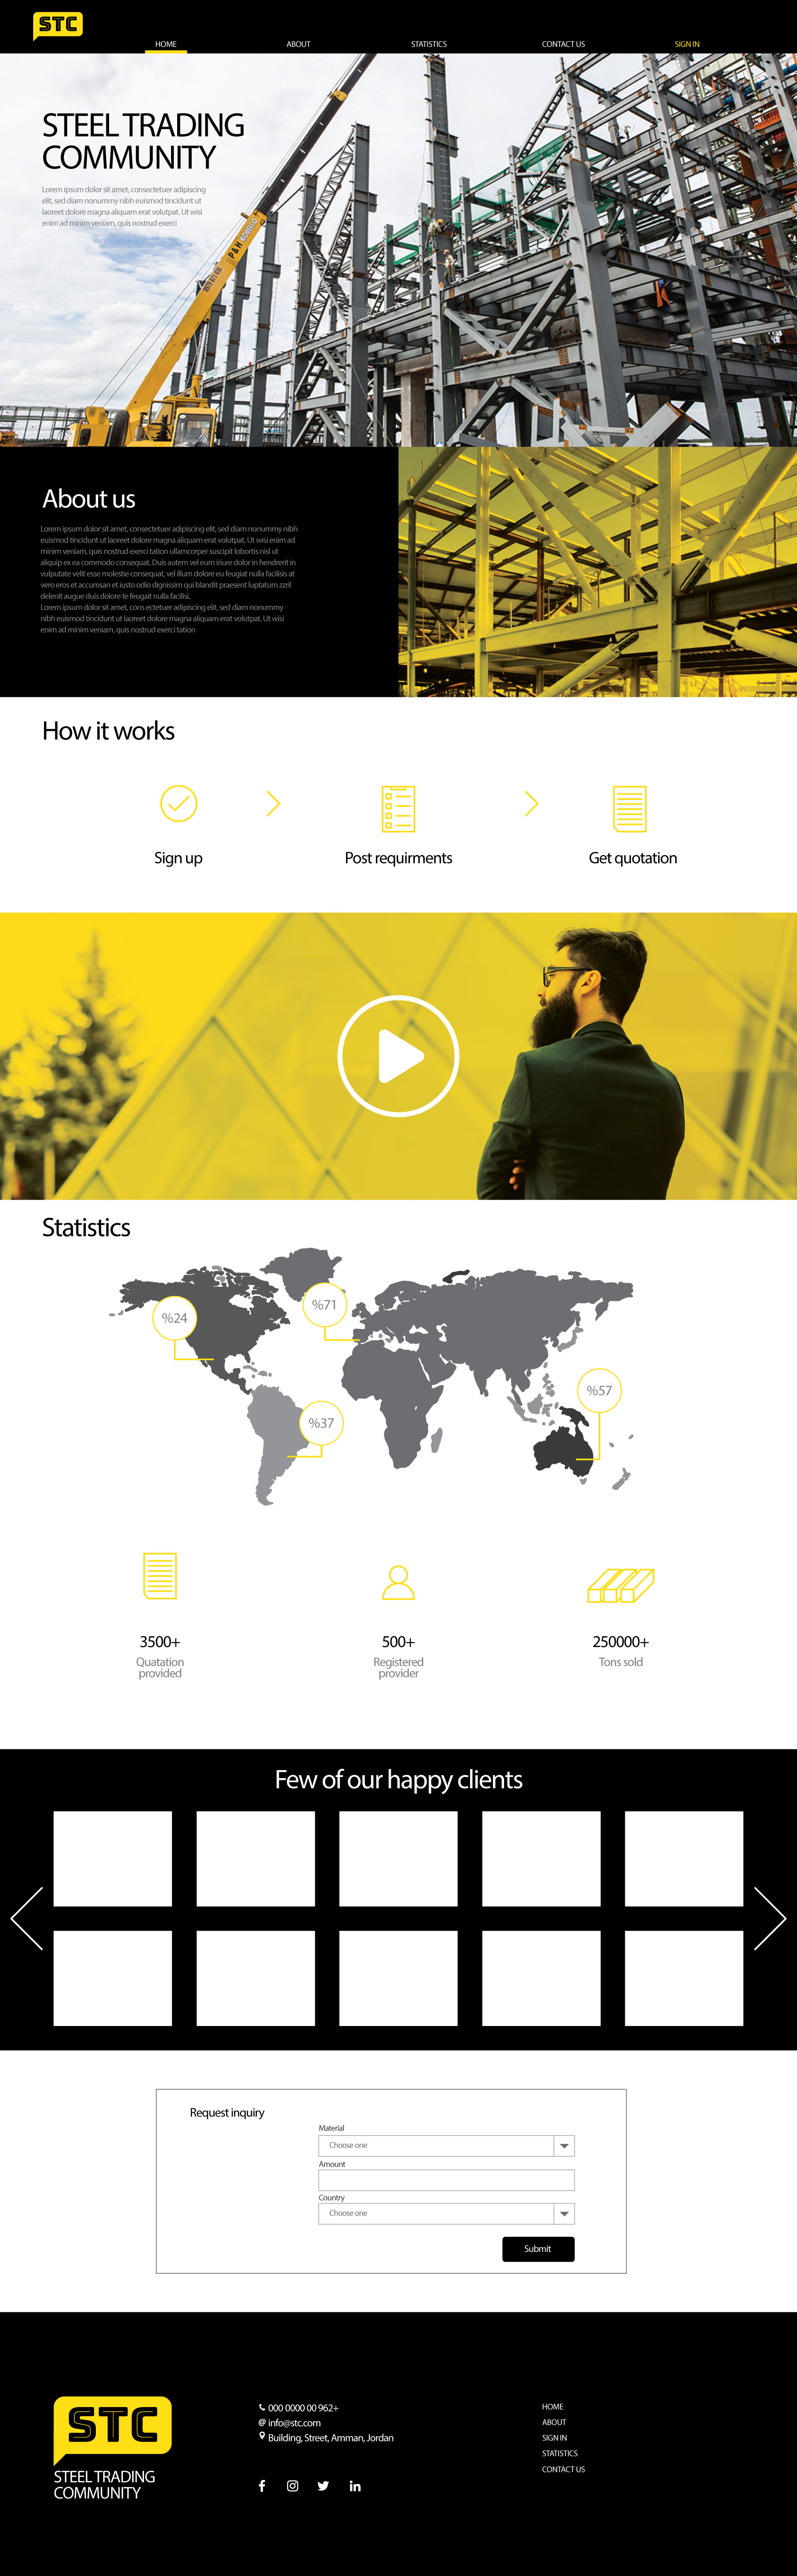 STC
HOME
ABOUT
STATISTICS
CONTACT US
SIGN IN
STEEL TRADING
COMMUNITY
Lorem ipsum dolor sit amet, consectetuer adipiscing
elit, sed diam nonummy nibh euismod tincidunt ut
laoreet dolore magna aliquam erat volutpat. Ut wisi
enim ad minim veniam, quis nostrud exerci
P&H KOBELCO
About us
Lorem ipsum dolor sit amet, consectetuer adipiscing elit, sed diam nonummy nibh
euismod tincidunt ut laoreet dolore magna aliquam erat volutpat. Ut wisi enim ad
minim veniam, quis nostrud exerci tation ullamcorper suscipit lobortis nisl ut
aliquip ex ea commodo consequat. Duis autem vel eum iriure dolor in hendrerit in
vulputate velit esse molestie consequat, vel illum dolore eu feugiat nulla facilisis at
vero eros et accumsan et iusto odio dignissim qui blandit praesent luptatum zzril
delenit augue duis dolore te feugait nulla facilisi.
Lorem ipsum dolor sit amet, cons ectetuer adipiscing elit, sed diam nonummy
nibh euismod tincidunt ut laoreet dolore magna aliquam erat volutpat. Ut wisi
enim ad minim veniam, quis nostrud exerci tation
How it works
Sign up
Post requirments
Get quotation
Statistics
%24
%71
%37
%57
3500+
Quatation
provided
500+
Registered
provider
250000+
Tons sold
Few of our happy clients
Request inquiry
Material
Choose one
Amount
Country
Choose one
Submit
STC
STEEL TRADING
COMMUNITY
000 0000 00 962+
@ info@stc.com
Building, Street, Amman, Jordan
HOME
ABOUT
SIGN IN
STATISTICS
CONTACT US